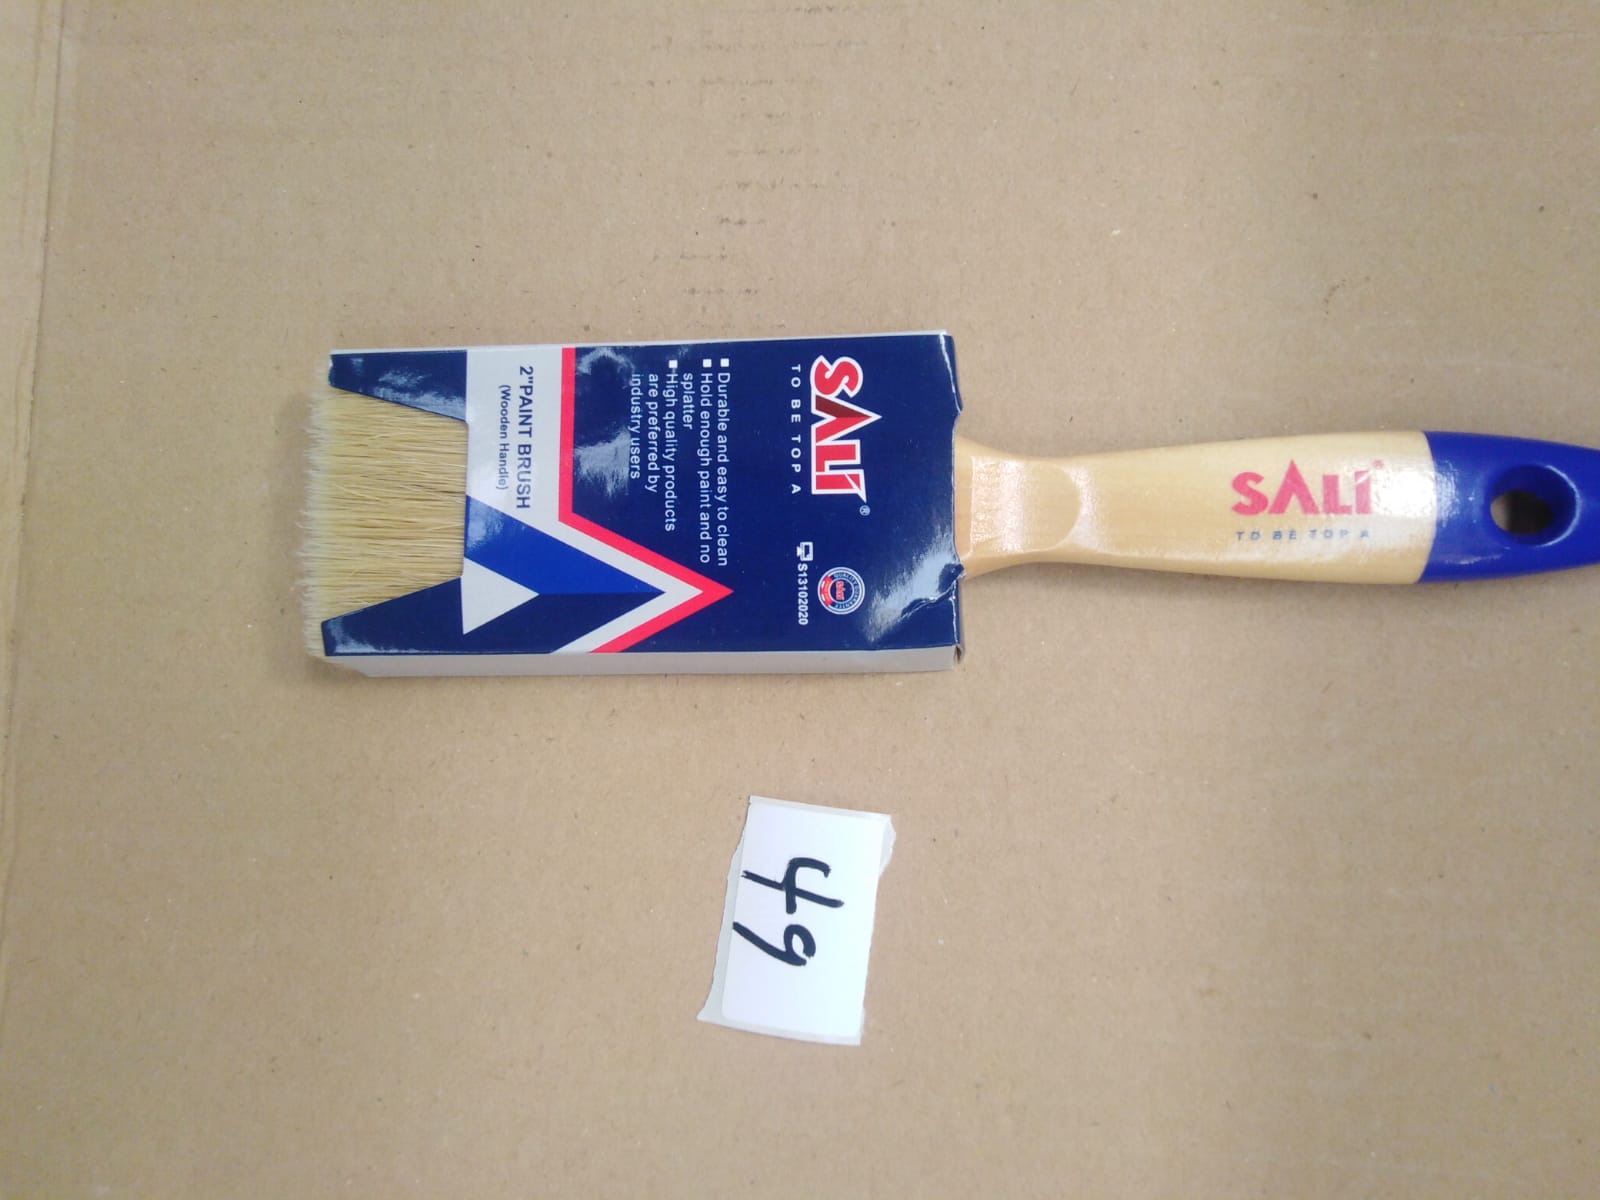 SALI®
TO BE TOP A
S13102020
Durable and easy to clean
Hold enough paint and no
splatter
High quality products
are preferred by
industry users
2"PAINT BRUSH
(Wooden Handle)
SALI®
TO BE TOP A
49